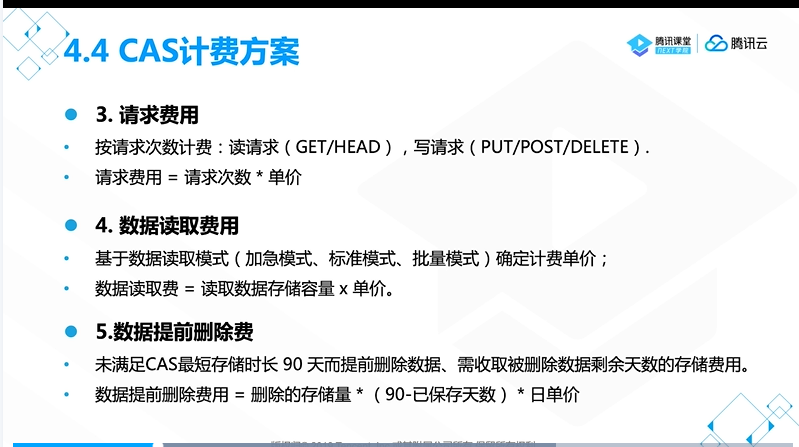 4.4 CAS计费方案
腾讯课堂
NEXT学院
腾讯云
3. 请求费用
按请求次数计费：读请求（GET/HEAD），写请求（PUT/POST/DELETE）.
请求费用 = 请求次数 * 单价
4. 数据读取费用
基于数据读取模式（加急模式、标准模式、批量模式）确定计费单价；
数据读取费 = 读取数据存储容量 x 单价。
5.数据提前删除费
未满足CAS最短存储时长 90 天而提前删除数据、需收取被删除数据剩余天数的存储费用。
数据提前删除费用 = 删除的存储量 *（ 90-已保存天数 ）* 日单价